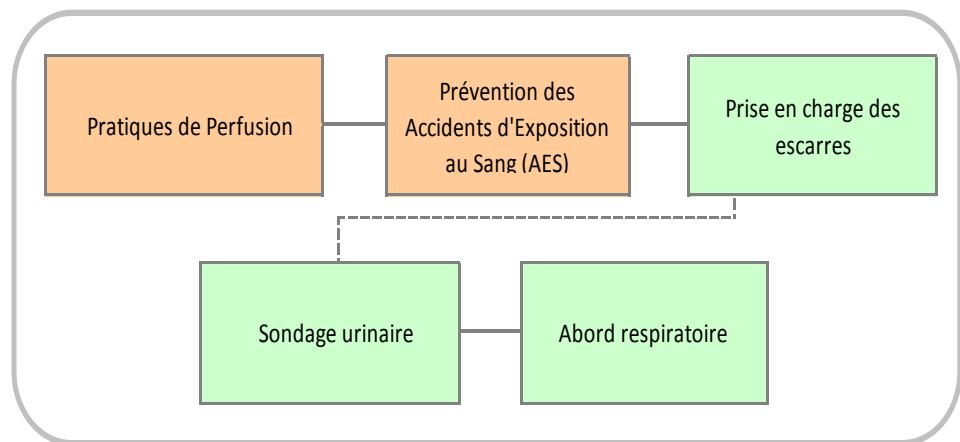 Pratiques de Perfusion
Prévention des
Accidents d'Exposition
au Sang (AES)
Prise en charge des
escarres
Sondage urinaire
Abord respiratoire